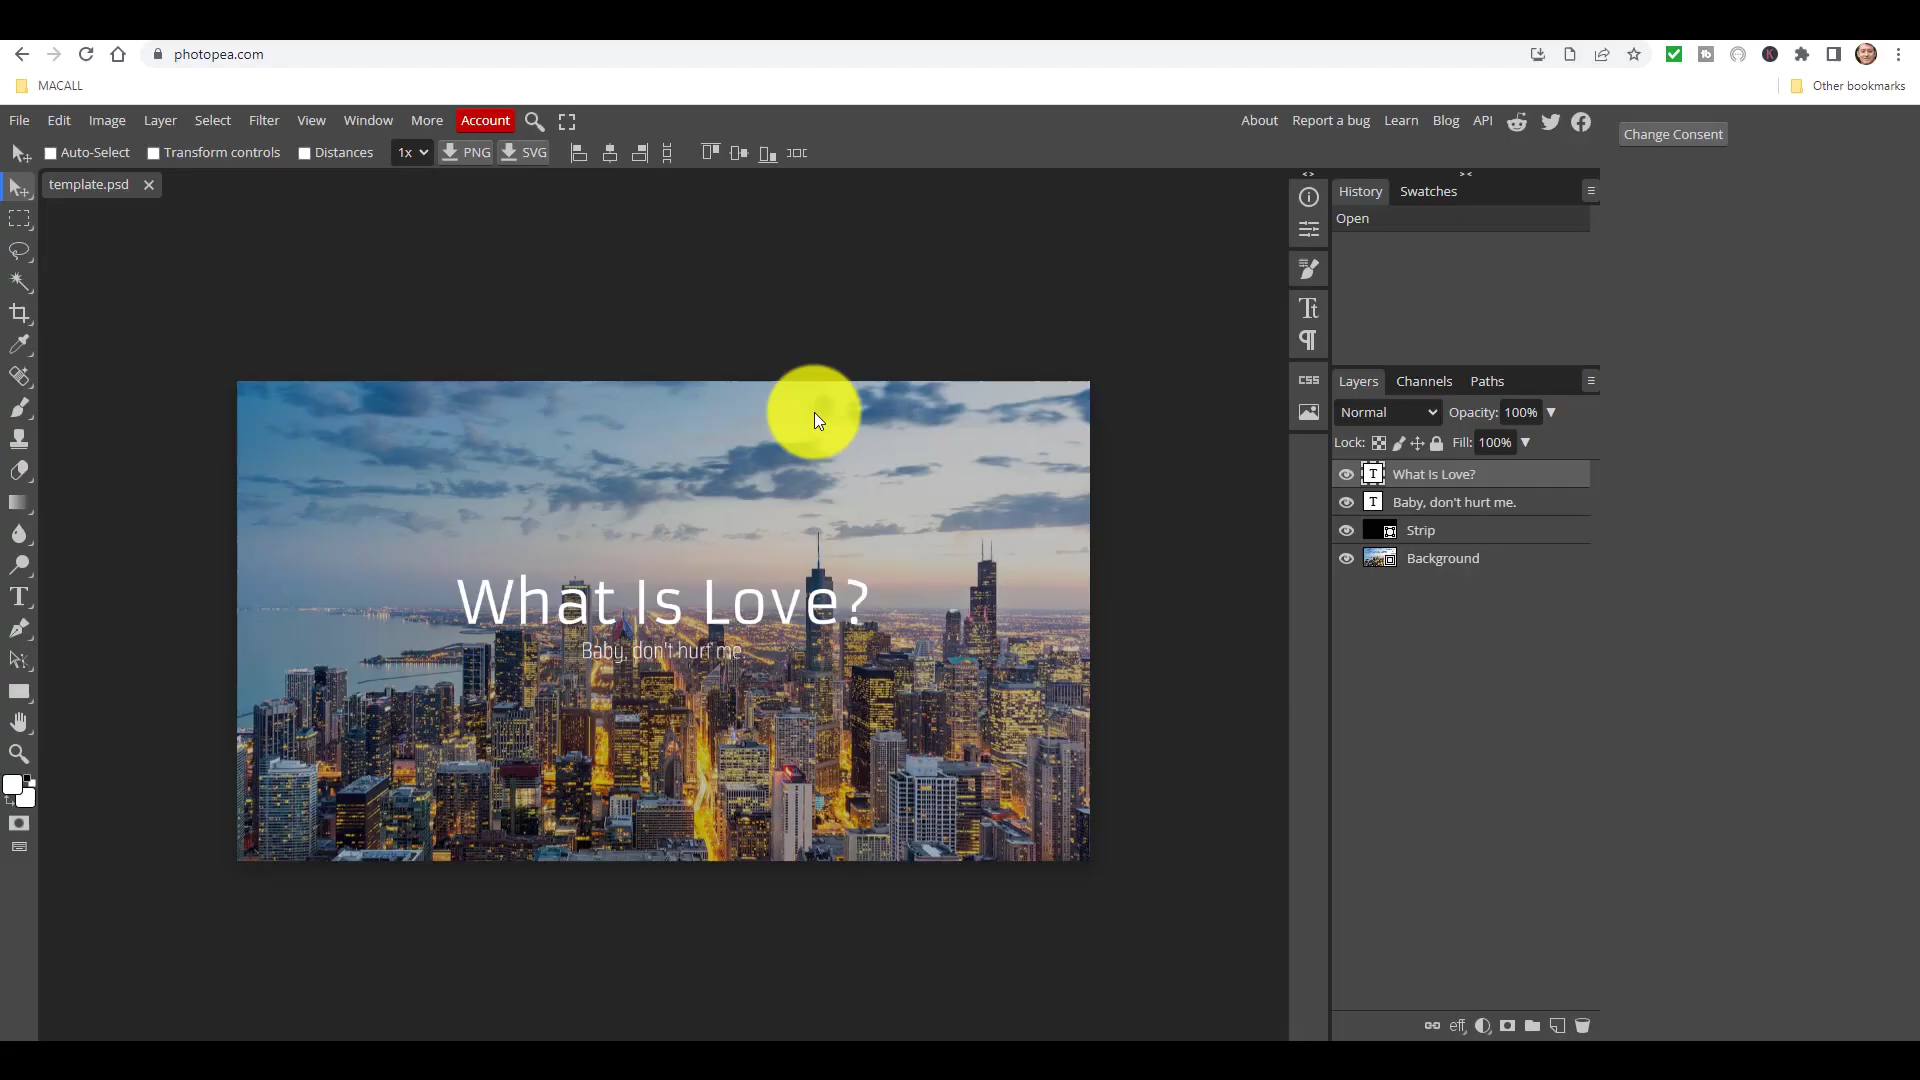 photopea.com
MACALL
Other bookmarks
File Edit Image Layer Select Filter View Window More Account
About Report a bug Learn Blog API
Change Consent
Auto-Select Transform controls Distances 1x PNG SVG
template.psd
History Swatches
Open
Layers Channels Paths
Normal Opacity: 100%
Lock: Fill: 100%
What Is Love?
Baby, don't hurt me.
Strip
Background
What Is Love?
Baby, don't hurt me.
CSS
eff